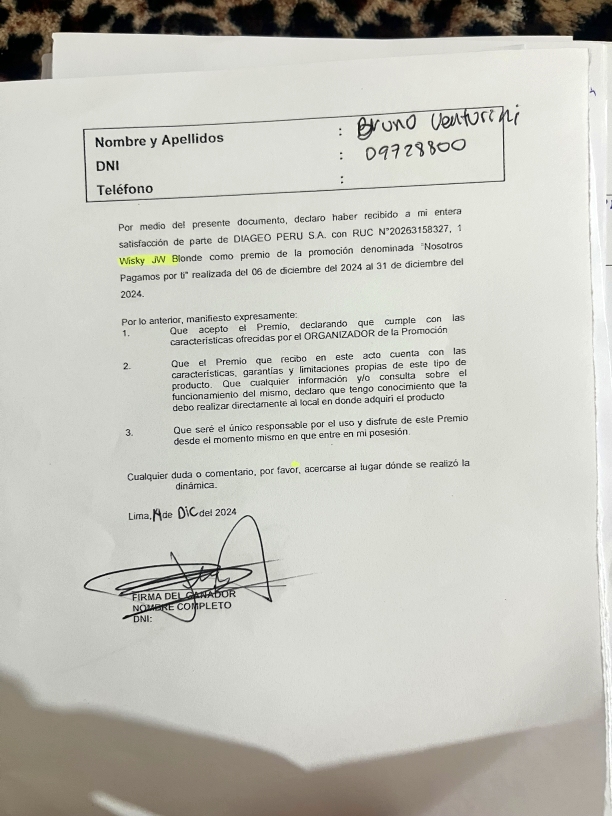 Nombre y Apellidos : Bruno Venturini
DNI : 09728800
Teléfono :
Por medio del presente documento, declaro haber recibido a mi entera
satisfacción de parte de DIAGEO PERU S.A. con RUC N°20263158327, 1
Wisky JW Blonde como premio de la promoción denominada "Nosotros
Pagamos por ti" realizada del 06 de diciembre del 2024 al 31 de diciembre del
2024.
Por lo anterior, manifiesto expresamente:
1. Que acepto el Premio, declarando que cumple con las
características ofrecidas por el ORGANIZADOR de la Promoción
2. Que el Premio que recibo en este acto cuenta con las
características, garantías y limitaciones propias de este tipo de
producto. Que cualquier información y/o consulta sobre el
funcionamiento del mismo, declaro que tengo conocimiento que la
debo realizar directamente al local en donde adquirí el producto
3. Que seré el único responsable por el uso y disfrute de este Premio
desde el momento mismo en que entre en mi posesión.
Cualquier duda o comentario, por favor, acercarse al lugar dónde se realizó la
dinámica.
Lima, 14 de Dic del 2024
FIRMA DEL GANADOR
NOMBRE COMPLETO
DNI: